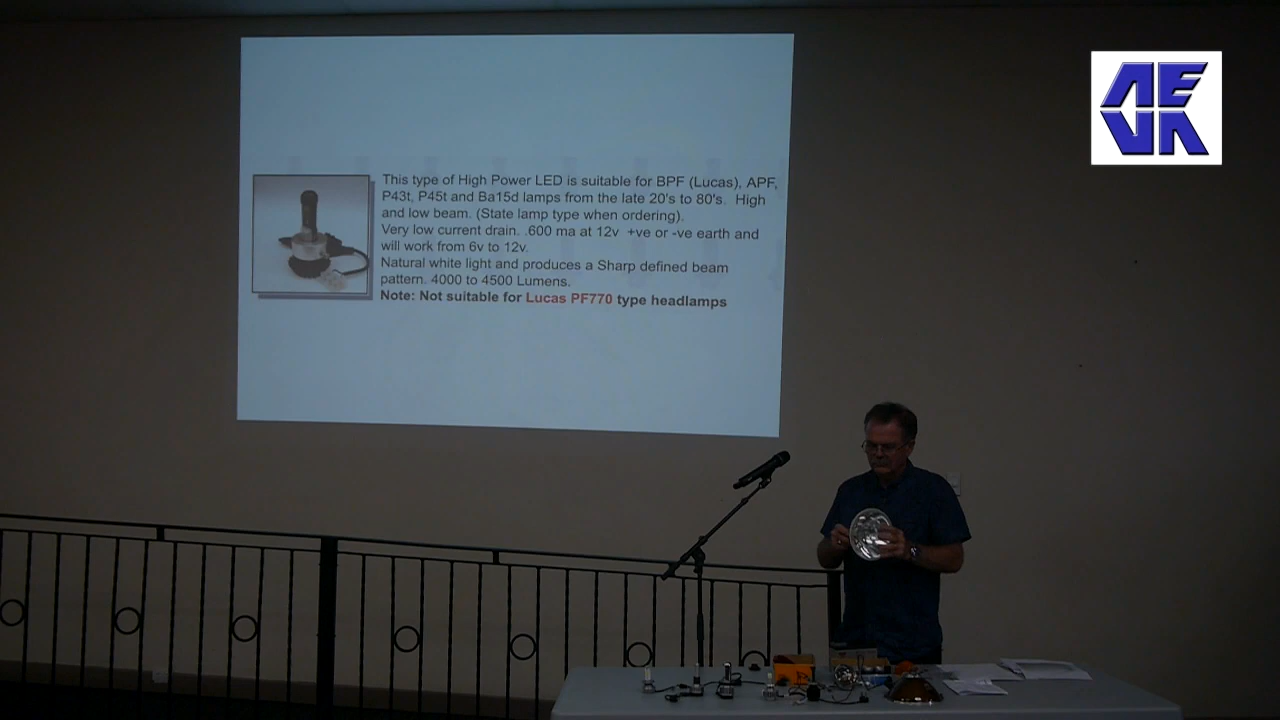 This type of High Power LED is suitable for BPF (Lucas), APF,
P43t, P45t and Ba15d lamps from the late 20's to 80's. High
and low beam. (State lamp type when ordering).
Very low current drain. .600 ma at 12v +ve or -ve earth and
will work from 6v to 12v.
Natural white light and produces a Sharp defined beam
pattern. 4000 to 4500 Lumens.
Note: Not suitable for Lucas PF770 type headlamps